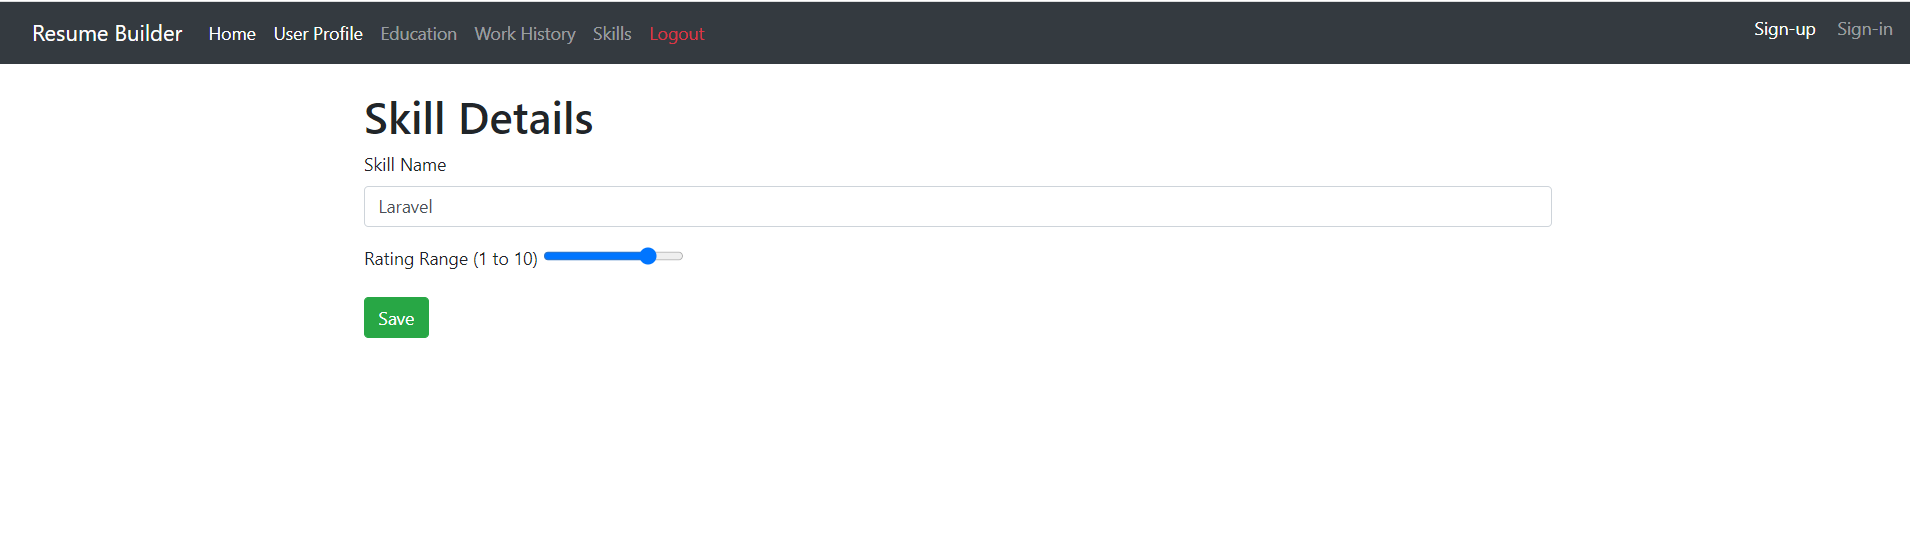 Resume Builder Home User Profile Education Work History Skills Logout Sign-up Sign-in
Skill Details
Skill Name
Laravel
Rating Range (1 to 10)
Save